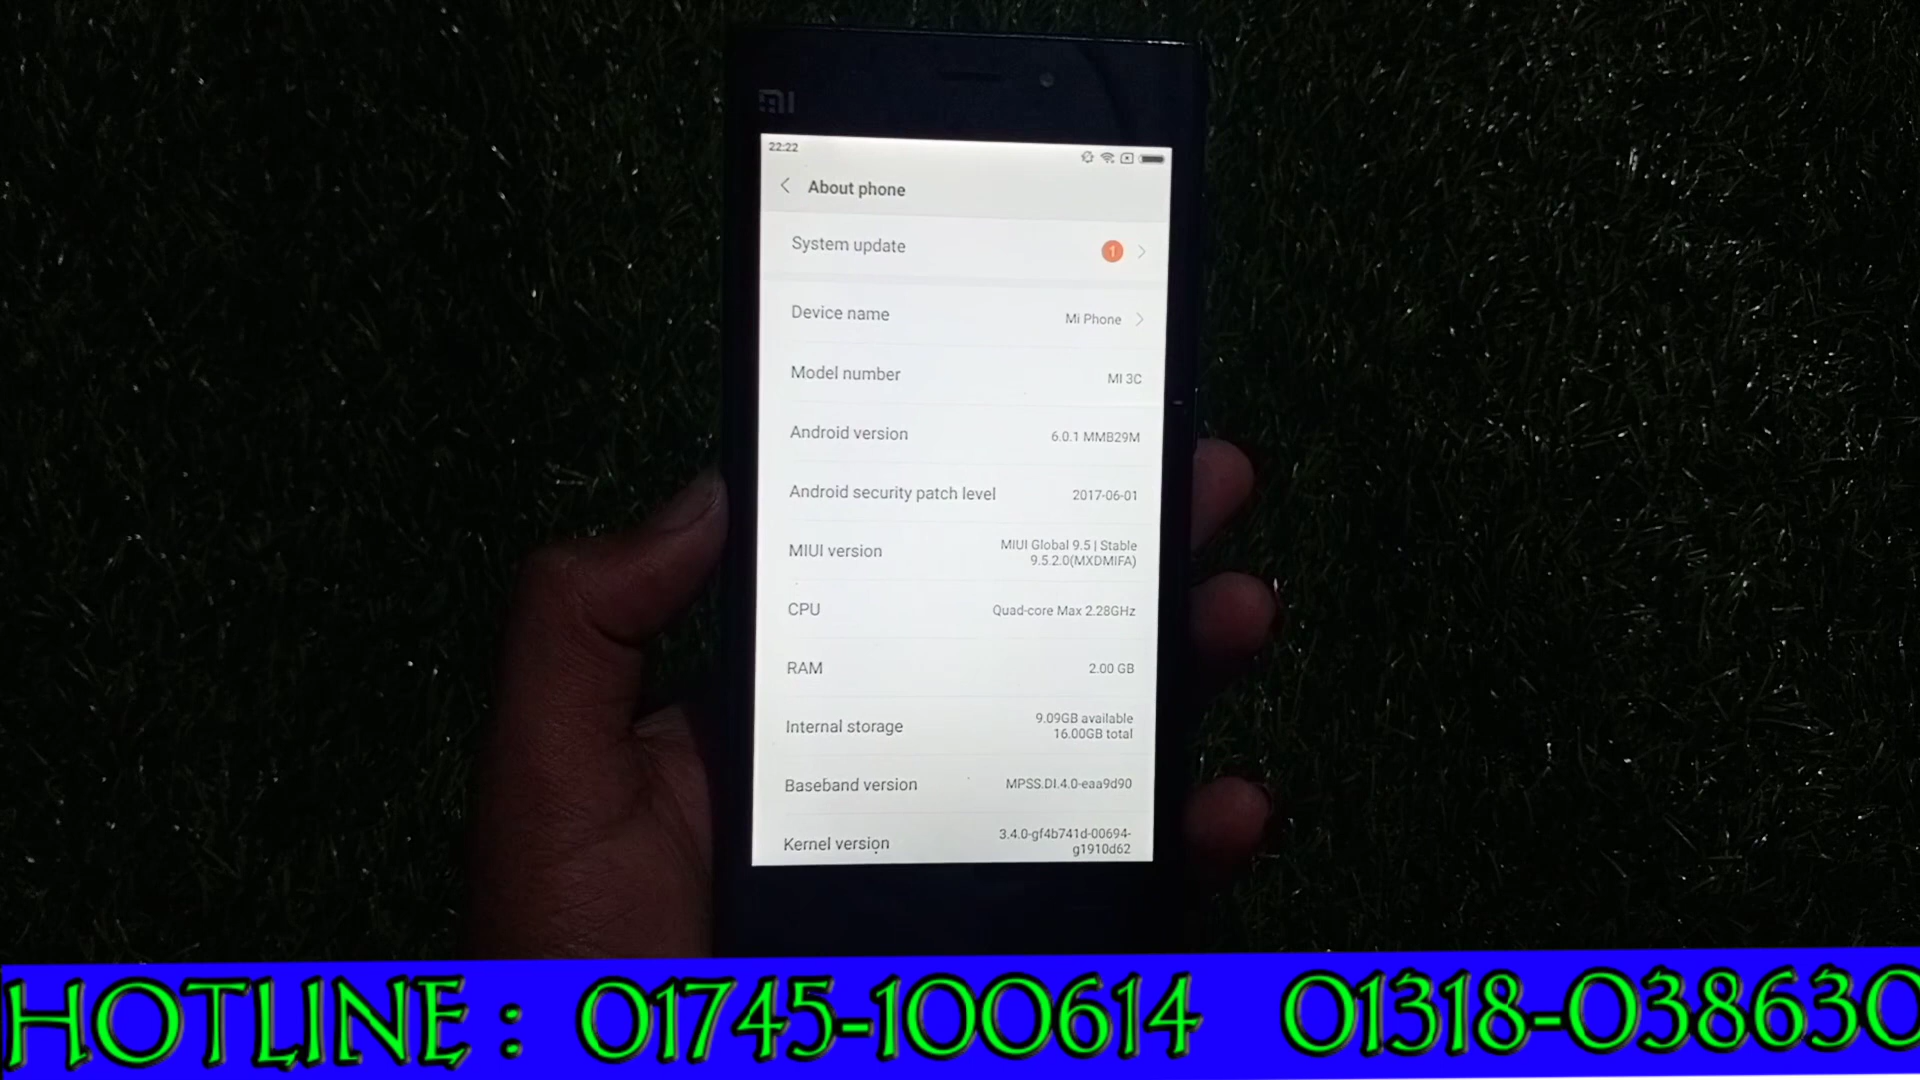 MI
22:22
About phone
System update 1
Device name Mi Phone
Model number MI 3C
Android version 6.0.1 MMB29M
Android security patch level 2017-06-01
MIUI version MIUI Global 9.5 | Stable
9.5.2.0(MXDMIFA)
CPU Quad-core Max 2.28GHz
RAM 2.00 GB
Internal storage 9.09GB available
16.00GB total
Baseband version MPSS.DI.4.0-eaa9d90
Kernel version 3.4.0-gf4b741d-00694-
g1910d62
HOTLINE : 01745-100614 01318-038630